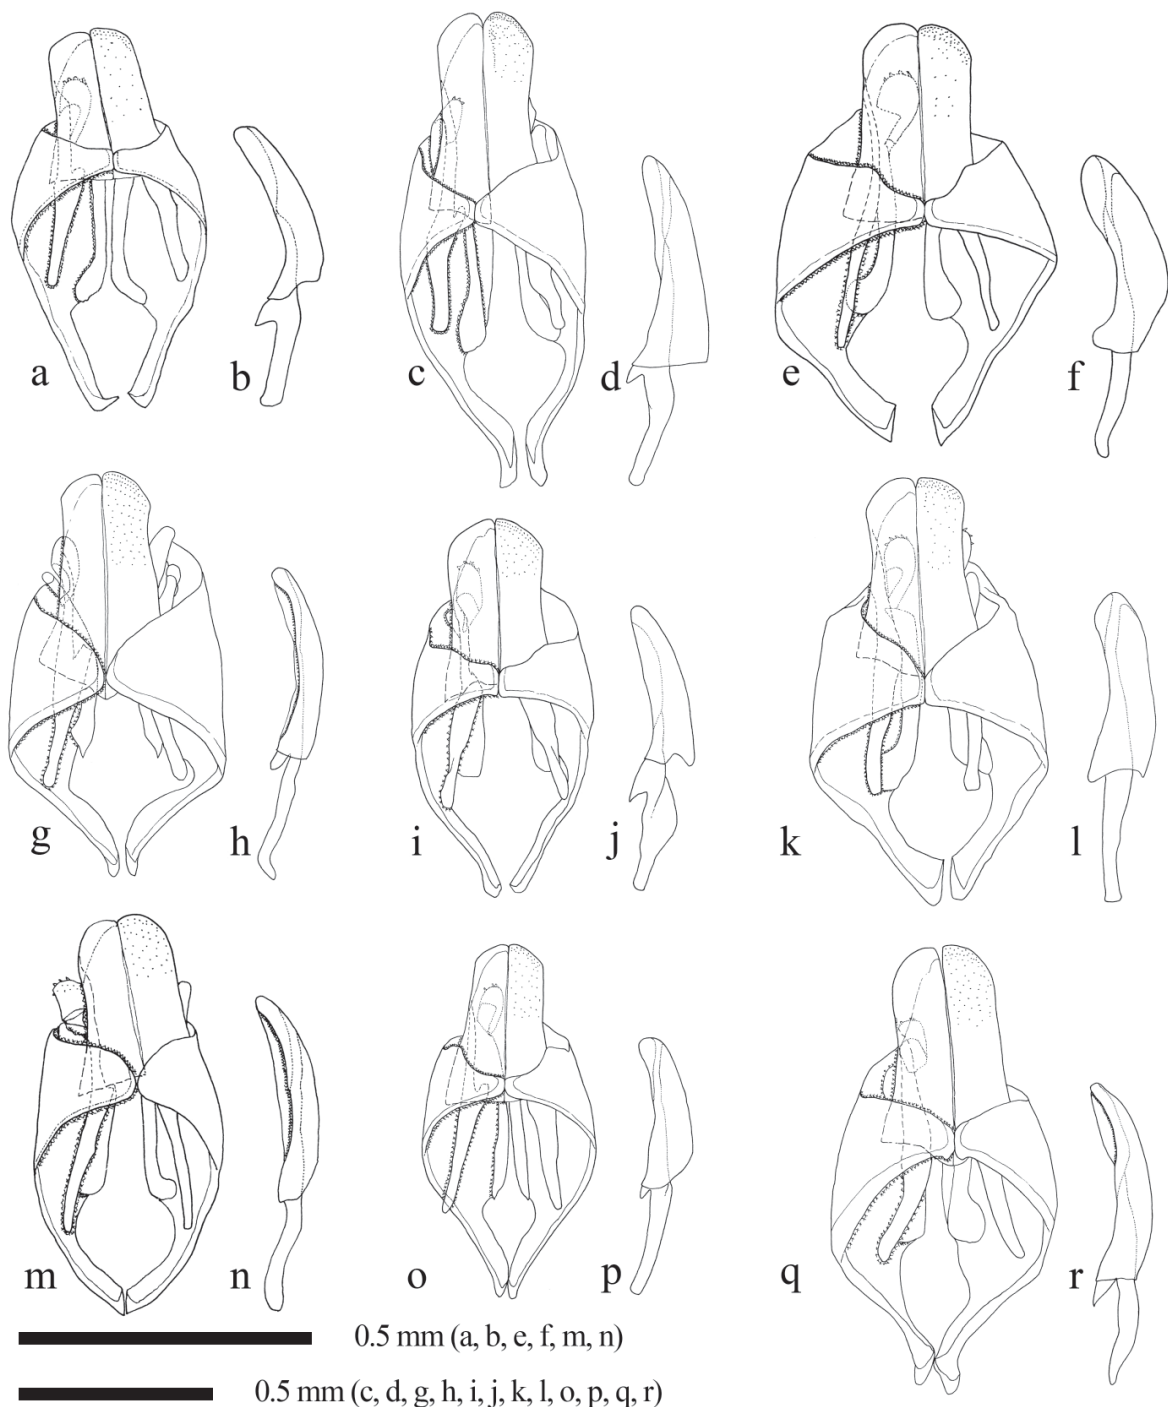 a
b
c
d
e
f
g
h
i
j
k
l
m
n
o
p
q
r
0.5 mm (a, b, e, f, m, n)
0.5 mm (c, d, g, h, i, j, k, l, o, p, q, r)